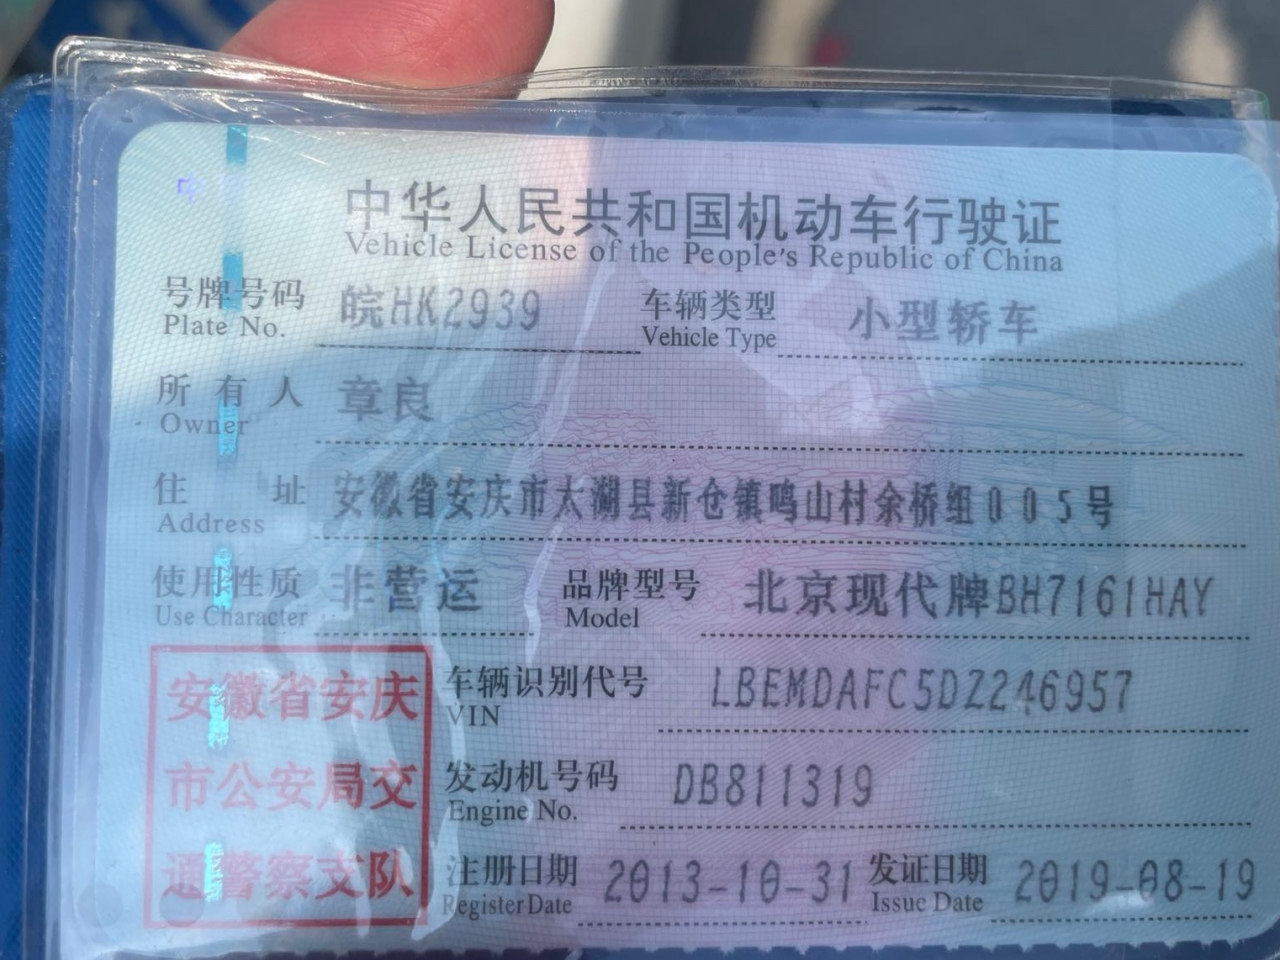 中华人民共和国机动车行驶证
Vehicle License of the People's Republic of China
号牌号码 皖HK2939 车辆类型 小型轿车
Plate No. Vehicle Type
所有人 章良
Owner
住址 安徽省安庆市太湖县新仓镇鸣山村余桥组005号
Address
使用性质 非营运 品牌型号 北京现代牌BH7161HAY
Use Character Model
安徽省安庆
市公安局交
通警察支队
车辆识别代号 LBEMDAFC5DZ246957
VIN
发动机号码 DB811319
Engine No.
注册日期 2013-10-31 发证日期 2019-08-19
Register Date Issue Date